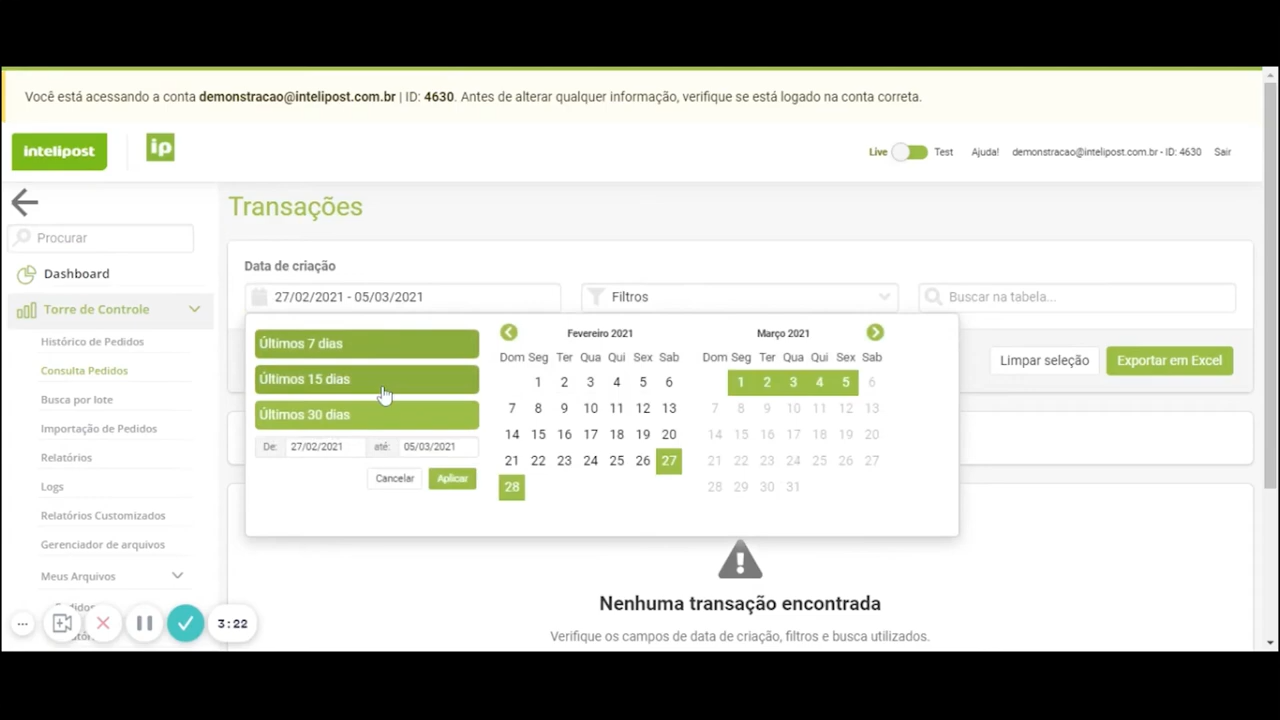 Você está acessando a conta demonstracao@intelipost.com.br | ID: 4630. Antes de alterar qualquer informação, verifique se está logado na conta correta.
intelipost
ip
Live Test Ajuda! demonstracao@intelipost.com.br - ID: 4630 Sair
Procurar
Dashboard
Torre de Controle
Histórico de Pedidos
Consulta Pedidos
Busca por lote
Importação de Pedidos
Relatórios
Logs
Relatórios Customizados
Gerenciador de arquivos
Meus Arquivos
3:22
Transações
Data de criação
27/02/2021 - 05/03/2021
Filtros
Buscar na tabela...
Limpar seleção
Exportar em Excel
Últimos 7 dias
Últimos 15 dias
Últimos 30 dias
De: 27/02/2021 até: 05/03/2021
Cancelar Aplicar
Fevereiro 2021
Dom Seg Ter Qua Qui Sex Sab
1 2 3 4 5 6
7 8 9 10 11 12 13
14 15 16 17 18 19 20
21 22 23 24 25 26 27
28
Março 2021
Dom Seg Ter Qua Qui Sex Sab
1 2 3 4 5 6
7 8 9 10 11 12 13
14 15 16 17 18 19 20
21 22 23 24 25 26 27
28 29 30 31
Nenhuma transação encontrada
Verifique os campos de data de criação, filtros e busca utilizados.